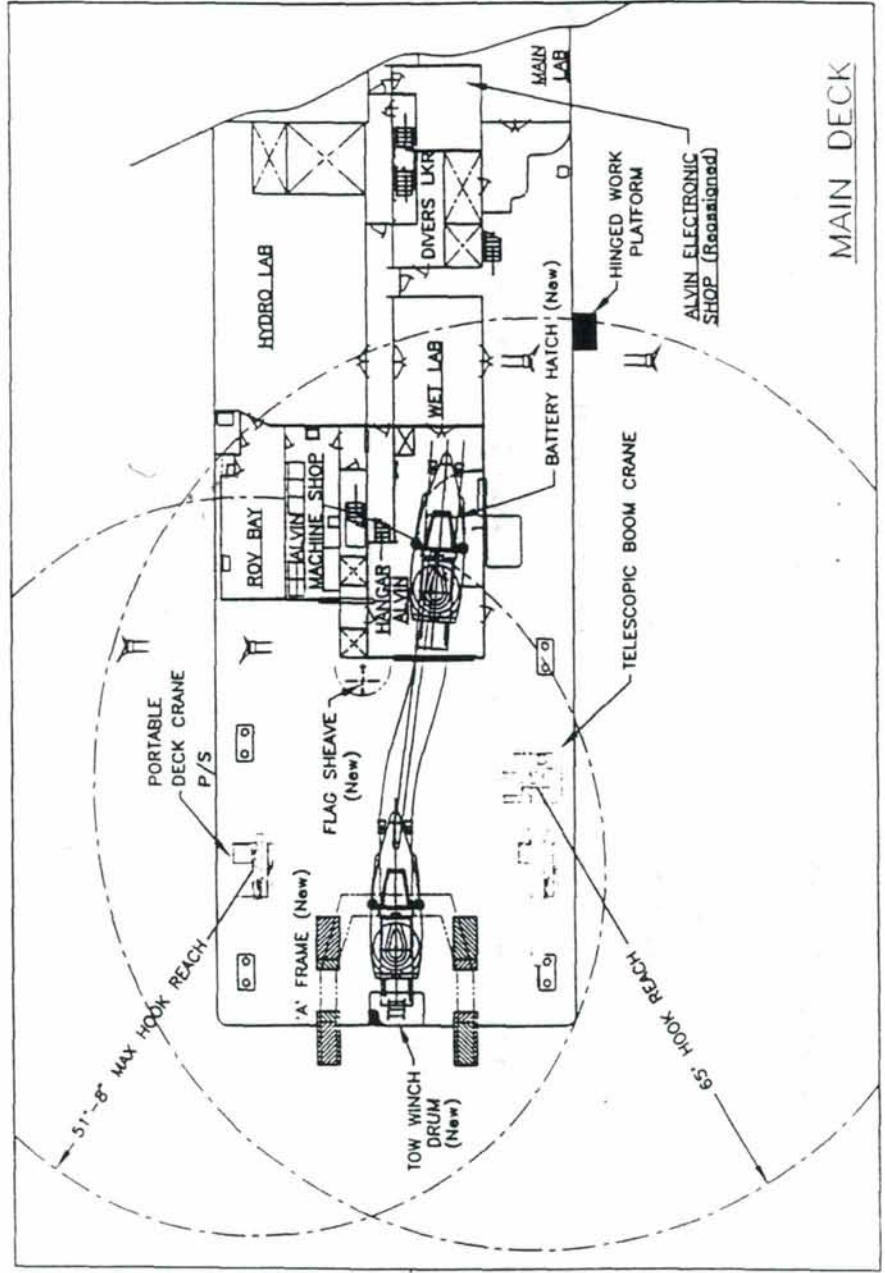 51'-8" MAX HOOK REACH
PORTABLE
DECK CRANE
P/S
ROV BAY
ALVIN
MACHINE SHOP
HYDRO LAB
'A' FRAME (New)
FLAG SHEAVE
(New)
HANGAR
ALVIN
WET LAB
DIVERS LKR
MAIN
LAB
TOW WINCH
DRUM
(New)
BATTERY HATCH (New)
65' HOOK REACH
TELESCOPIC BOOM CRANE
HINGED WORK
PLATFORM
ALVIN ELECTRONIC
SHOP (Reassigned)
MAIN DECK